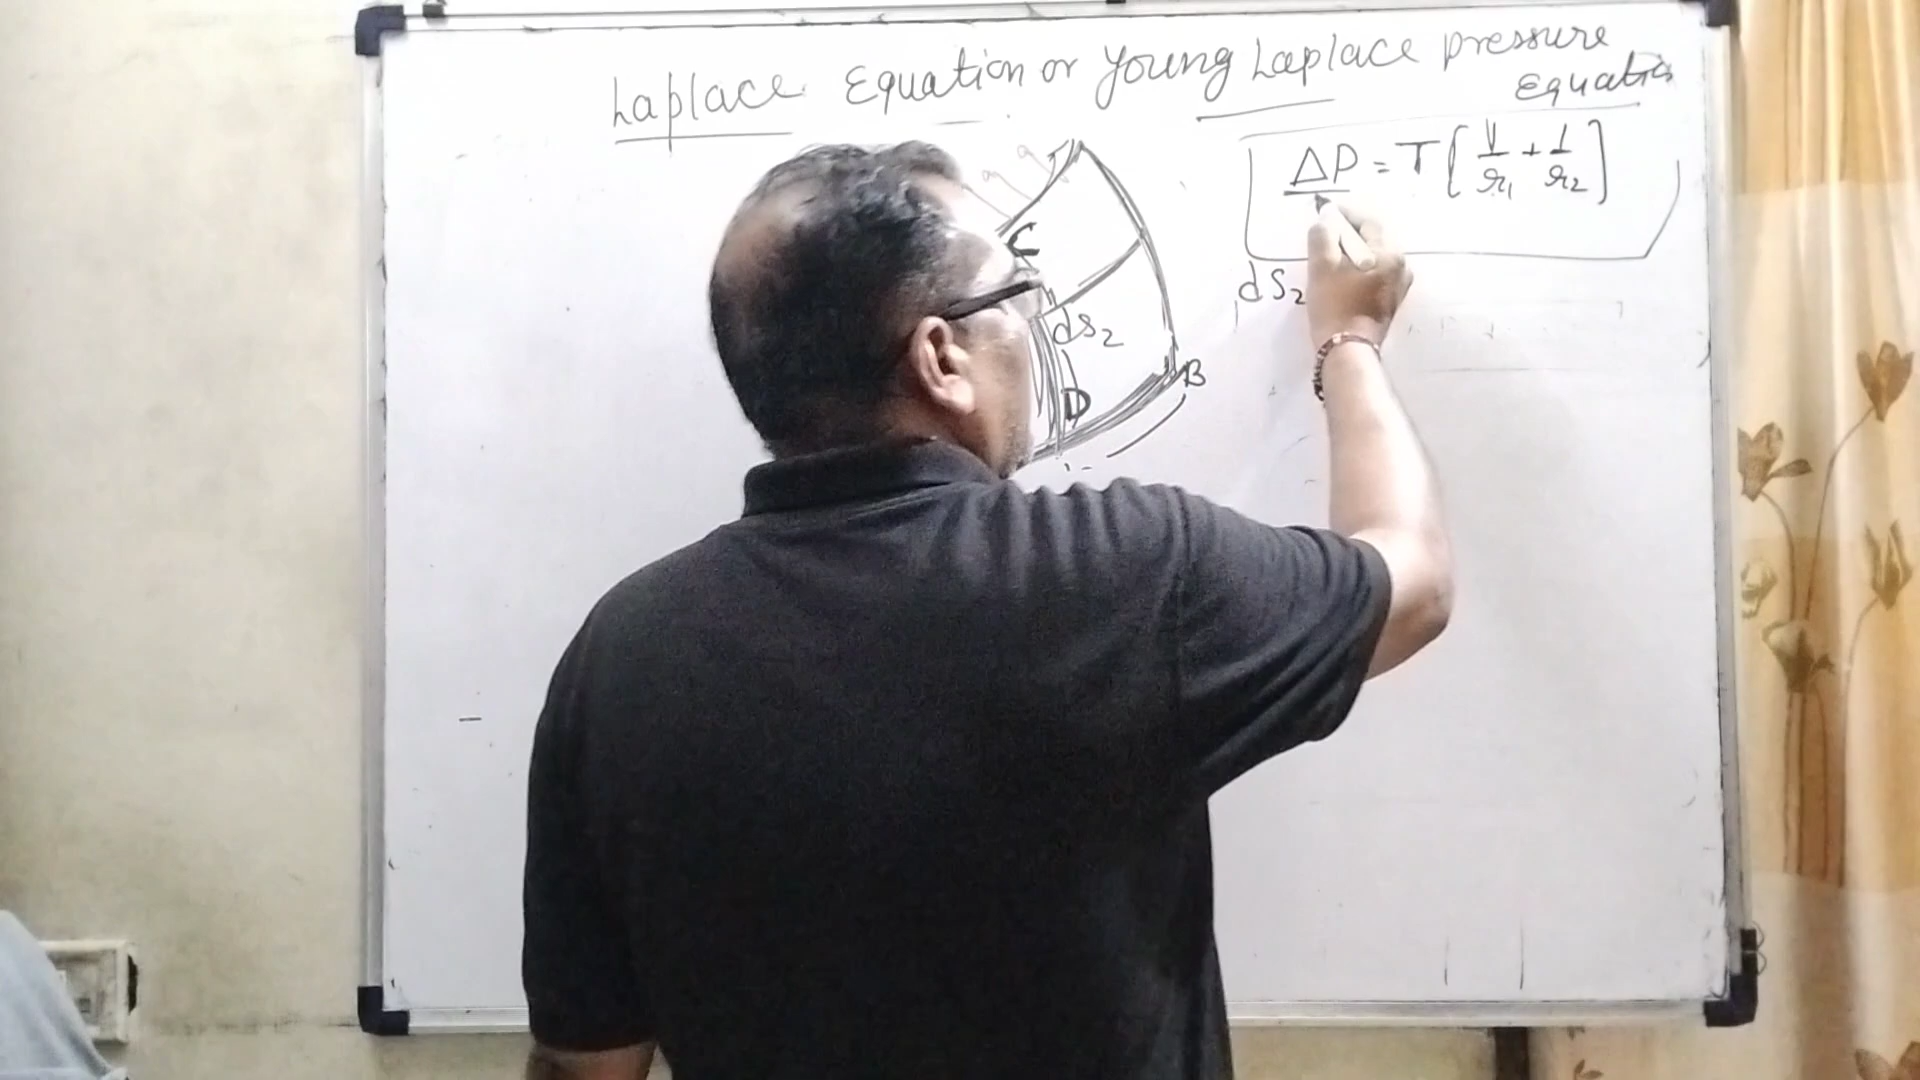 Laplace Equation or Young Laplace pressure
Equation
ΔP = T [ 1/r₁ + 1/r₂ ]
C
dS₂
dS₂
B
D